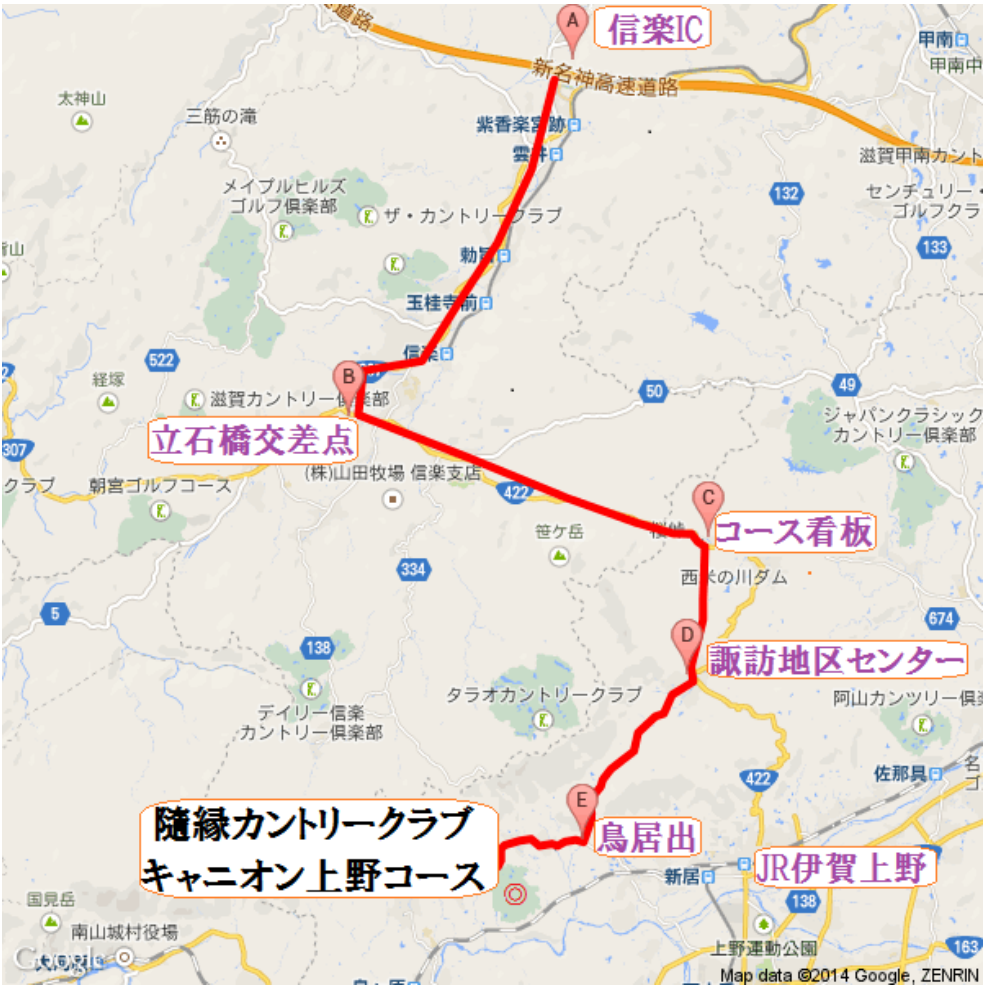 道路
A
信楽IC
甲南
甲南中
新名神高速道路
太神山
三筋の滝
紫香楽宮跡
雲井
滋賀甲南カント
メイプルヒルズ
ゴルフ倶楽部
ザ・カントリークラブ
132
センチュリー・
ゴルフクラ
133
勅旨
玉桂寺前
信楽
522
経塚
B
307
滋賀カントリー倶楽部
50
49
ジャパンクラシック
カントリー倶楽部
立石橋交差点
307
クラブ
朝宮ゴルフコース
(株)山田牧場 信楽支店
422
C
コース看板
笹ケ岳
桜峠
西米の川ダム
334
5
674
138
D
諏訪地区センター
タラオカントリークラブ
デイリー信楽
カントリー倶楽部
阿山カンツリー倶楽
422
佐那具
名
ゴ
E
隨縁カントリークラブ
キャニオン上野コース
鳥居出
新居
JR伊賀上野
138
国見岳
南山城村役場
上野運動公園
163
Google
Map data ©2014 Google, ZENRIN